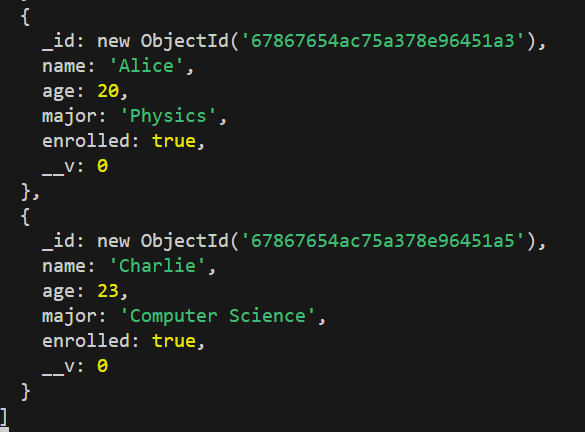 {
_id: new ObjectId('67867654ac75a378e96451a3'),
name: 'Alice',
age: 20,
major: 'Physics',
enrolled: true,
__v: 0
},
{
_id: new ObjectId('67867654ac75a378e96451a5'),
name: 'Charlie',
age: 23,
major: 'Computer Science',
enrolled: true,
__v: 0
}
]